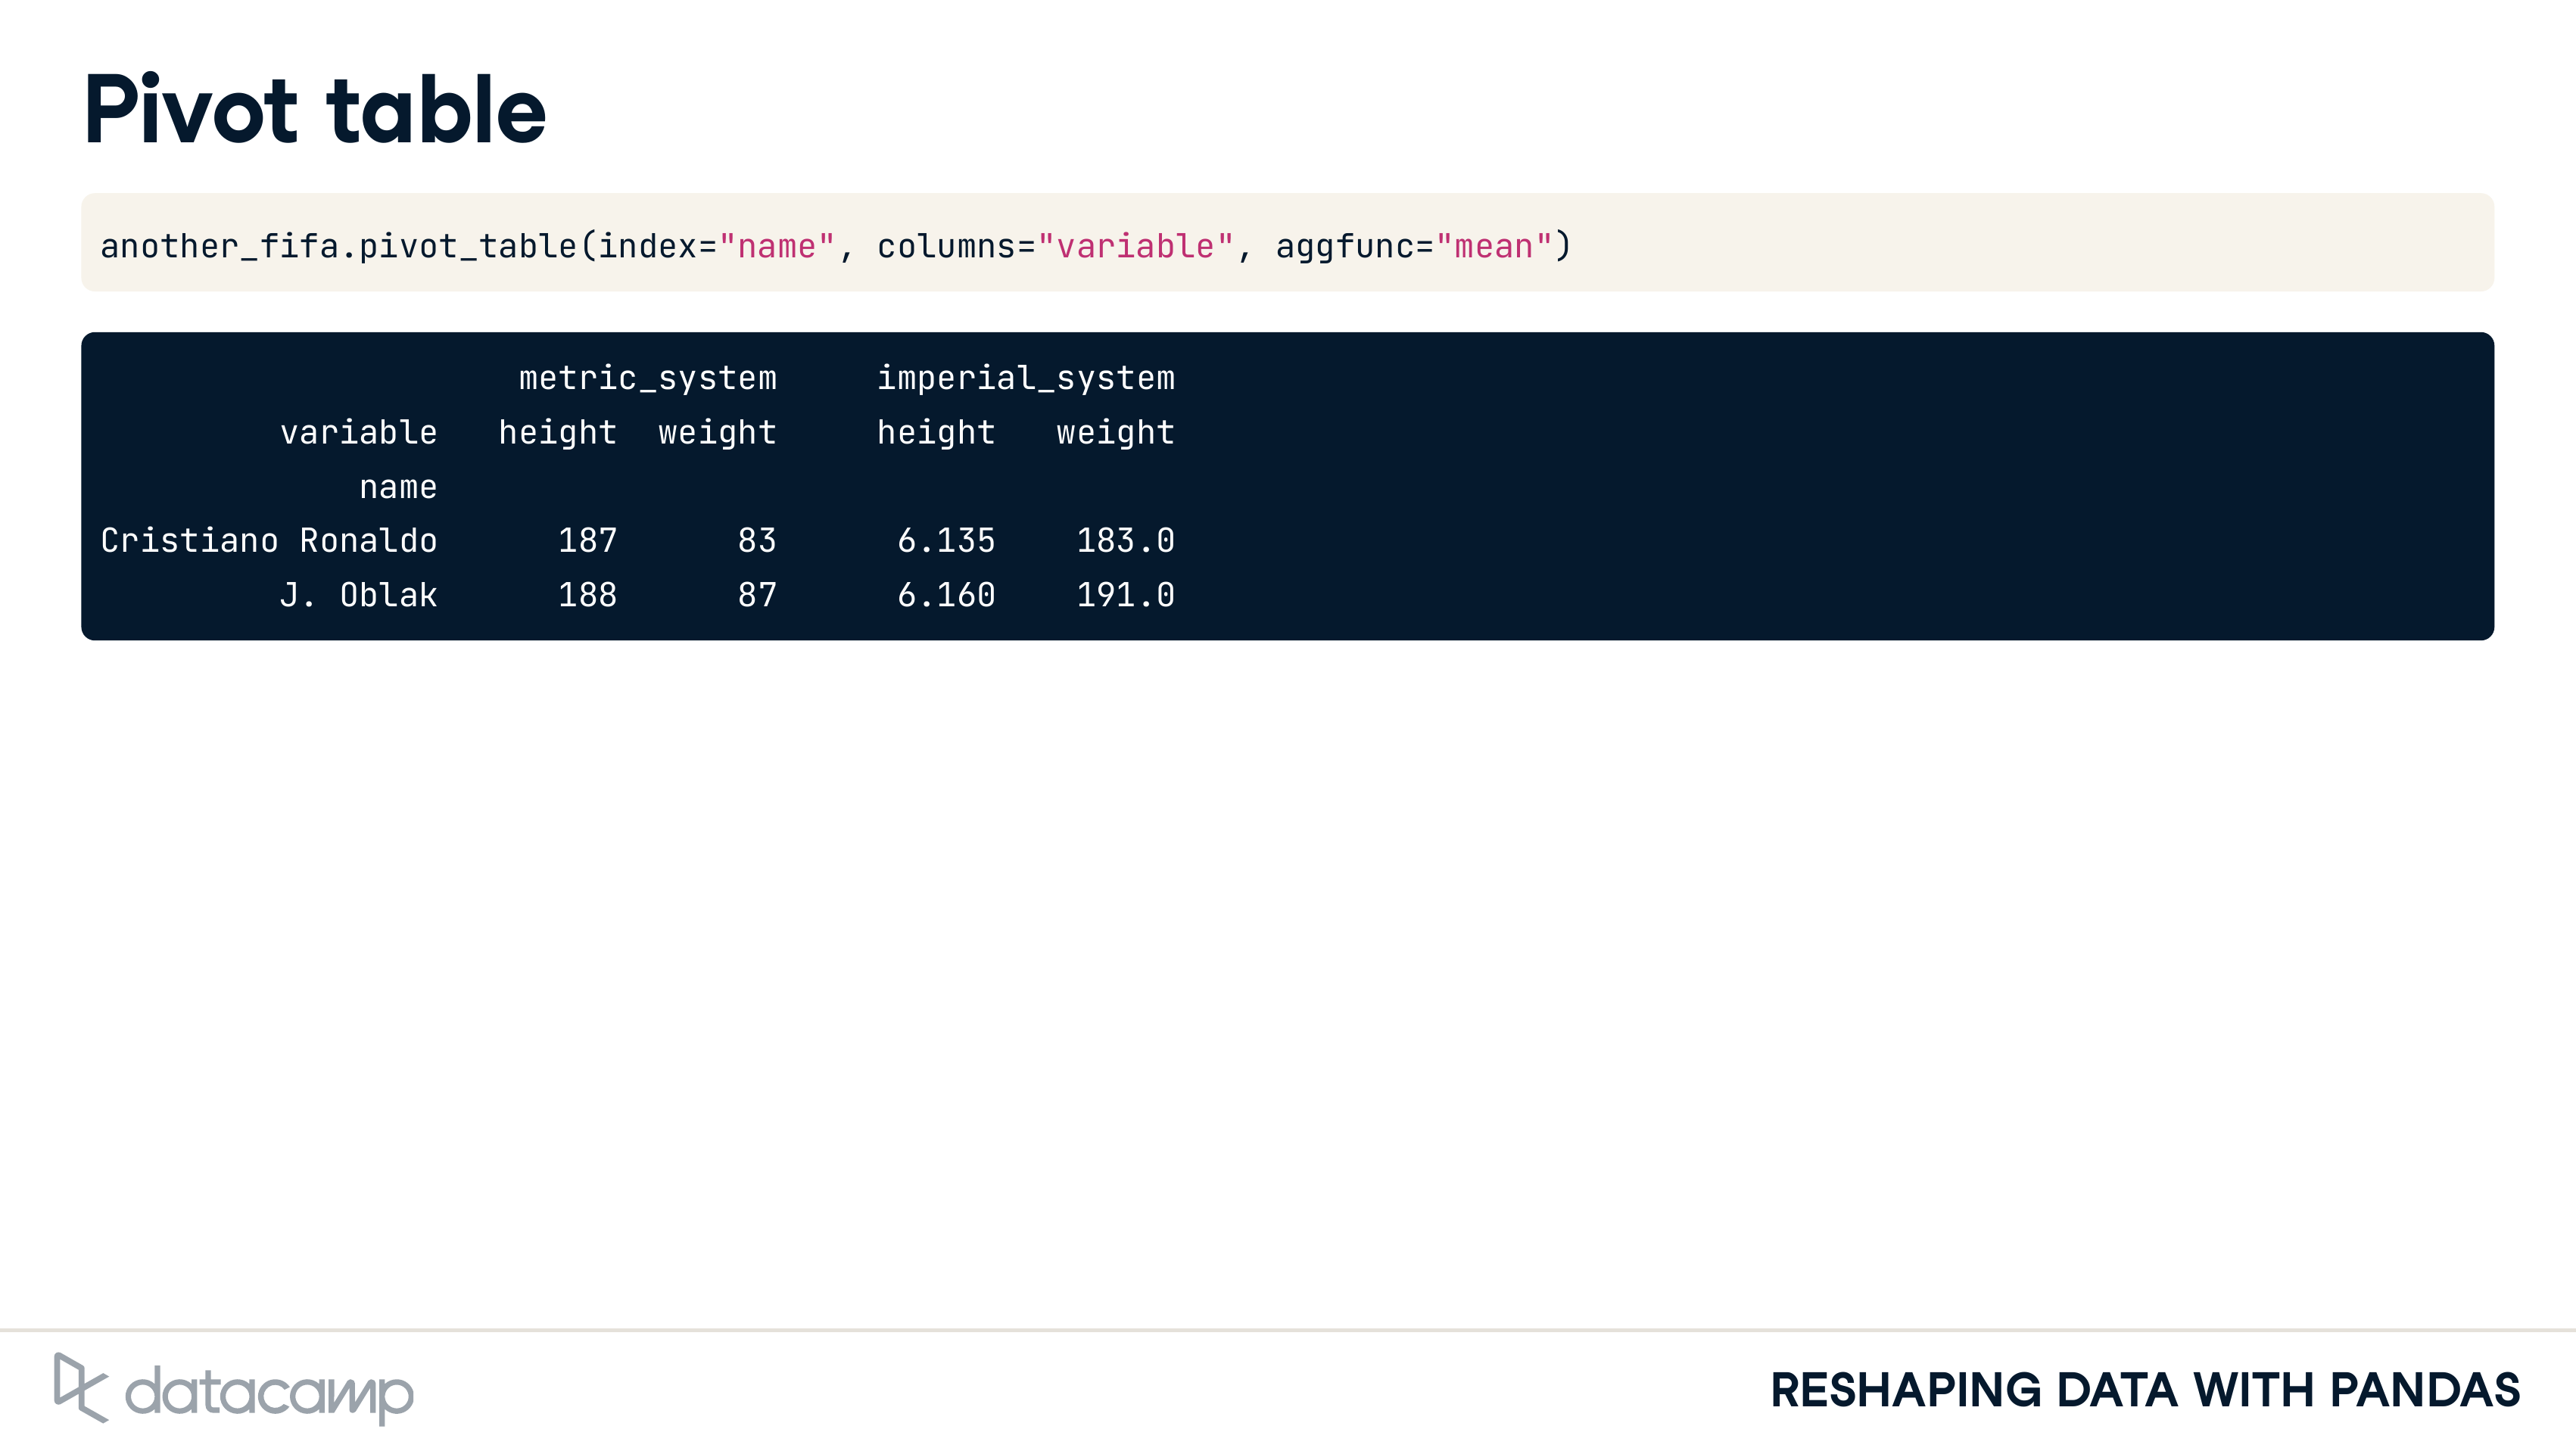 Pivot table
another_fifa.pivot_table(index="name", columns="variable", aggfunc="mean")
metric_system imperial_system
variable height weight height weight
name
Cristiano Ronaldo 187 83 6.135 183.0
J. Oblak 188 87 6.160 191.0
datacamp
RESHAPING DATA WITH PANDAS